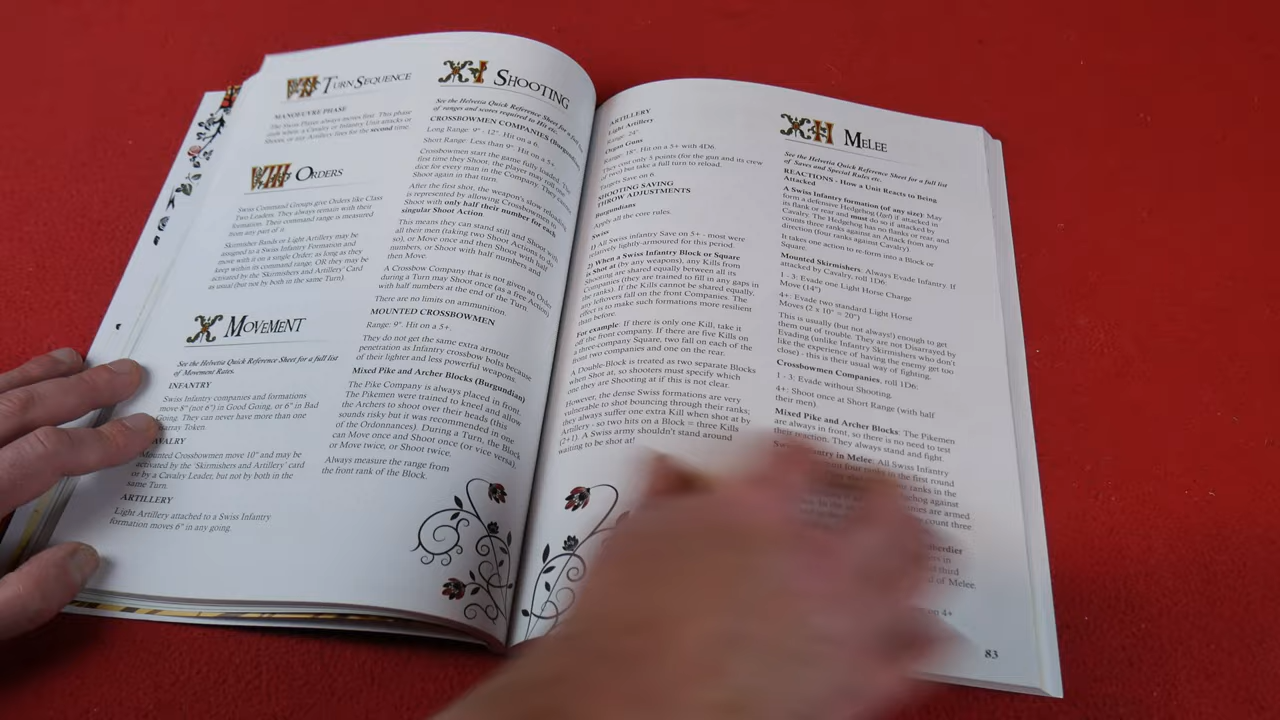 VII TURN SEQUENCE
MANOEUVRE PHASE
The Swiss Player always moves first. This phase
ends when a Cavalry or Infantry Unit attacks or
Shoots, or any Artillery fires for the second time.
VIII ORDERS
Swiss Command Groups give Orders like Class
Two Leaders. They always remain with their
formation. Their command range is measured
from any part of it.
Skirmisher Bands or Light Artillery may be
assigned to a Swiss Infantry Formation and
move with it on a single Order, as long as they
keep within its command range, OR they may be
activated by the 'Skirmishers and Artillery' Card
as usual (but not by both in the same Turn).
X MOVEMENT
See the Helvetia Quick Reference Sheet for a full list
of Movement Rates.
INFANTRY
Swiss Infantry companies and formations
move 8" (not 6") in Good Going, or 6" in Bad
Going. They can never have more than one
array Token.
CAVALRY
Mounted Crossbowmen move 10" and may be
activated by the 'Skirmishers and Artillery' card
or by a Cavalry Leader, but not by both in the
same Turn.
ARTILLERY
Light Artillery attached to a Swiss Infantry
formation moves 6" in any going.
XI SHOOTING
See the Helvetia Quick Reference Sheet for a full
of ranges and scores required to Hit etc.
CROSSBOWMEN COMPANIES (Burgundian
Long Range: 9" - 12". Hit on a 6.
Short Range: Less than 9". Hit on a 5+.
Crossbowmen start the game fully loaded. The
first time they Shoot, the player may roll one
dice for every man in the Company. They cannot
Shoot again in that turn.
After the first shot, the weapon's slow reloading
is represented by allowing Crossbowmen to
Shoot with only half their number for each
singular Shoot Action
This means they can stand still and Shoot with
all their men (taking two Shoot Actions to do
so), or Move once and then Shoot with half
numbers, or Shoot with half numbers and
then Move.
A Crossbow Company that is not given an Order
during a Turn may Shoot once (as a Free Action)
with half numbers at the end of the Turn.
There are no limits on ammunition.
MOUNTED CROSSBOWMEN
Range: 9". Hit on a 5+.
They do not get the same extra armour
penetration as Infantry crossbow bolts because
of their lighter and less powerful weapons.
Mixed Pike and Archer Blocks (Burgundian)
The Pike Company is always placed in front.
The Pikemen were trained to kneel and allow
the Archers to shoot over their heads (this
sounds risky but it was recommended in one
of the Ordonnances). During a Turn, the Block
can Move once and Shoot once (or vice versa),
or Move twice, or Shoot twice.
Always measure the range from
the front rank of the Block.
ARTILLERY
Light Artillery
Range: 24"
Organ Guns
Range: 18". Hit on a 5+ with 4D6.
They cost only 3 points (for the gun and its crew
of two) but take a full turn to reload.
Targets Save on 6
SHOOTING SAVING
THROW ADJUSTMENTS
Burgundians
Apply all the core rules.
Swiss
All Swiss infantry Save on 5+ - most were
relatively lightly-armoured for this period.
When a Swiss Infantry Block or Square
is Shot at (by any weapons), any Kills from
Shooting are shared equally between all its
Companies (they are trained to fill in any gaps in
the ranks). If the Kills cannot be shared equally,
any leftovers fall on the front Companies. The
effect is to make such formations more resilient
than before.
For example: If there is only one Kill, take it
off the front company. If there are five Kills on
a three-company Square, two fall on each of the
front two companies and one on the rear.
A Double-Block is treated as two separate Blocks
when Shot at, so shooters must specify which
one they are Shooting at if this is not clear.
However, the dense Swiss formations are very
vulnerable to shot bouncing through their ranks;
they always suffer one extra Kill when shot at by
Artillery - so two hits on a Block = three Kills
(2+1). A Swiss army shouldn't stand around
waiting to be shot at!
XII MELEE
See the Helvetia Quick Reference Sheet for a full list
of Saves and Special Rules etc.
REACTIONS - How a Unit Reacts to Being
Attacked
A Swiss Infantry formation (of any size): May
form a defensive Hedgehog (Igel) if attacked in
in flank or rear and must do so if attacked by
Cavalry. The Hedgehog has no flanks or rear, and
counts three ranks against an Attack from any
direction (four ranks against Cavalry).
It takes one action to re-form into a Block or
Square.
Mounted Skirmishers: Always Evade Infantry. If
attacked by Cavalry, roll 1D6:
1 - 3: Evade one Light Horse Charge
Move (14")
4+: Evade two standard Light Horse
Moves (2 x 10" = 20")
This is usually (but not always!) enough to get
them out of trouble. They are not Disarrayed by
Evading (unlike Infantry Skirmishers who don't
like the experience of having the enemy get too
close) - this is their usual way of fighting.
Crossbowmen Companies, roll 1D6:
1 - 3: Evade without Shooting.
4+: Shoot once at Short Range (with half
their men).
Mixed Pike and Archer Blocks: The Pikemen
are always in front, so there is no need to test
their reaction. They always stand and fight.
Infantry in Melee: All Swiss Infantry
four ranks in the first round
ranks in the
against
are armed
count three
in
third
of Melee.
on 4+
83